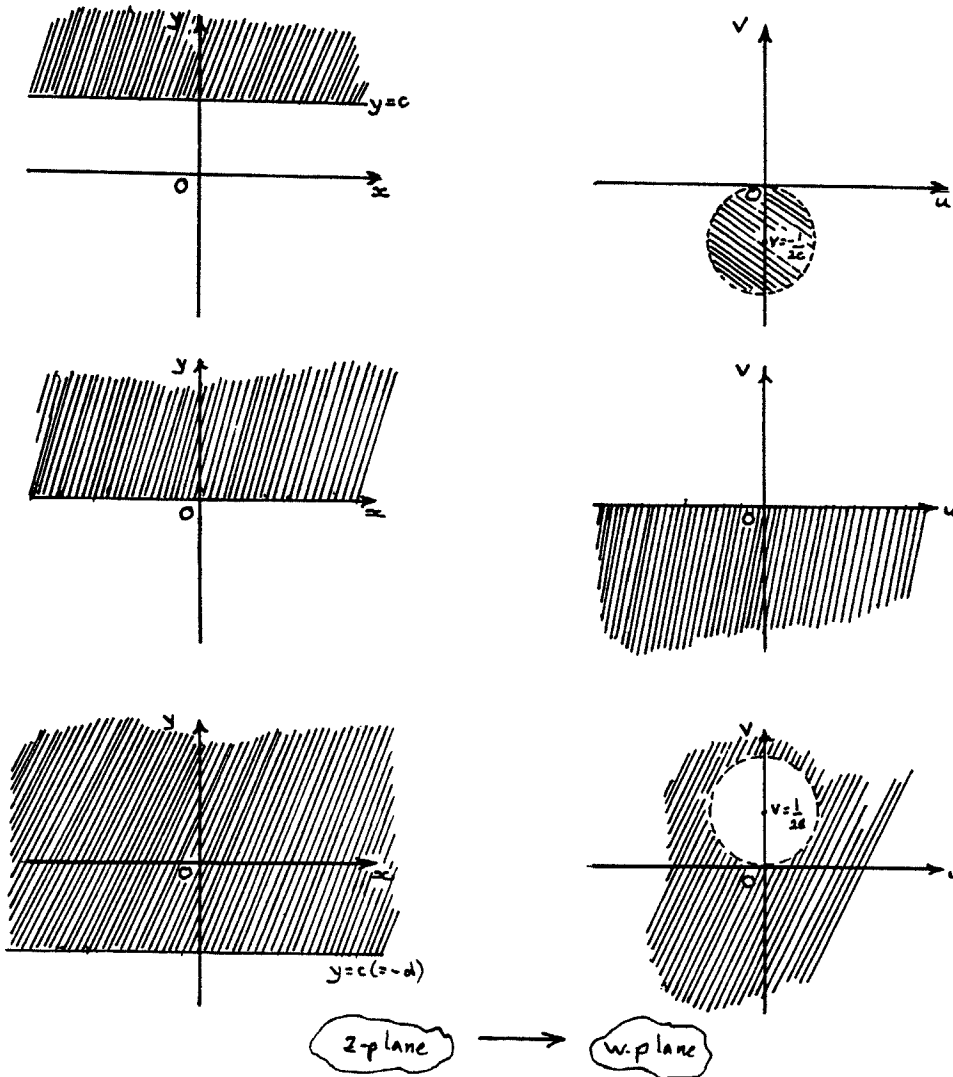 y
v
y=c
O
x
O
u
v=-1/2c
y
v
x
O
O
u
y
v
v=1/2d
O
x
O
u
y=c(=-d)
z-plane
w-plane